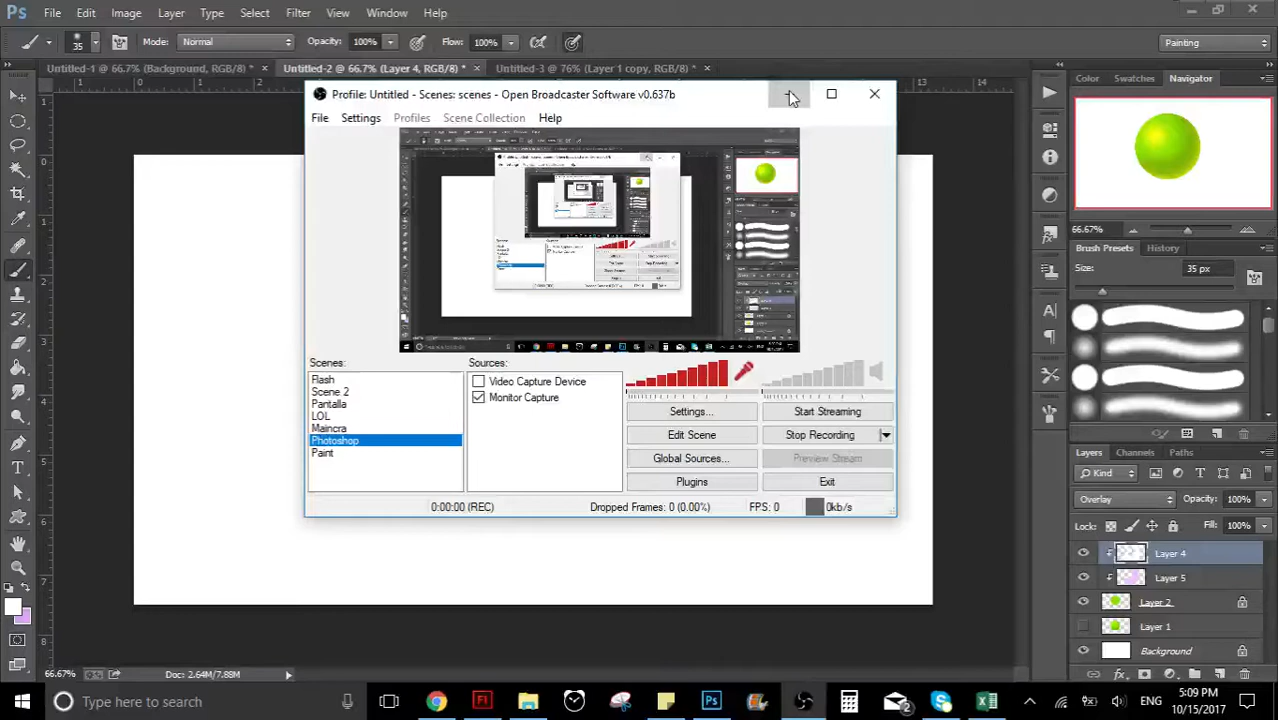 Ps File Edit Image Layer Type Select Filter View Window Help
35 Mode: Normal Opacity: 100% Flow: 100% Painting
Untitled-1 @ 66.7% (Background, RGB/8) * × Untitled-2 @ 66.7% (Layer 4, RGB/8) * × Untitled-3 @ 76% (Layer 1 copy, RGB/8) * ×
Color Swatches Navigator
Profile: Untitled - Scenes: scenes - Open Broadcaster Software v0.637b
File Settings Profiles Scene Collection Help
66.67%
Brush Presets History
Size: 35 px
Scenes: Sources:
Flash
Scene 2
Pantalla
LOL
Maincra
Photoshop
Paint
Video Capture Device
Monitor Capture
Settings... Start Streaming
Edit Scene Stop Recording
Global Sources... Preview Stream
Plugins Exit
0:00:00 (REC) Dropped Frames: 0 (0.00%) FPS: 0 0kb/s
Layers Channels Paths
Kind
Overlay Opacity: 100%
Lock: Fill: 100%
Layer 4
Layer 5
Layer 2
Layer 1
Background
66.67% Doc: 2.64M/7.88M
Type here to search
ENG
5:09 PM
10/15/2017